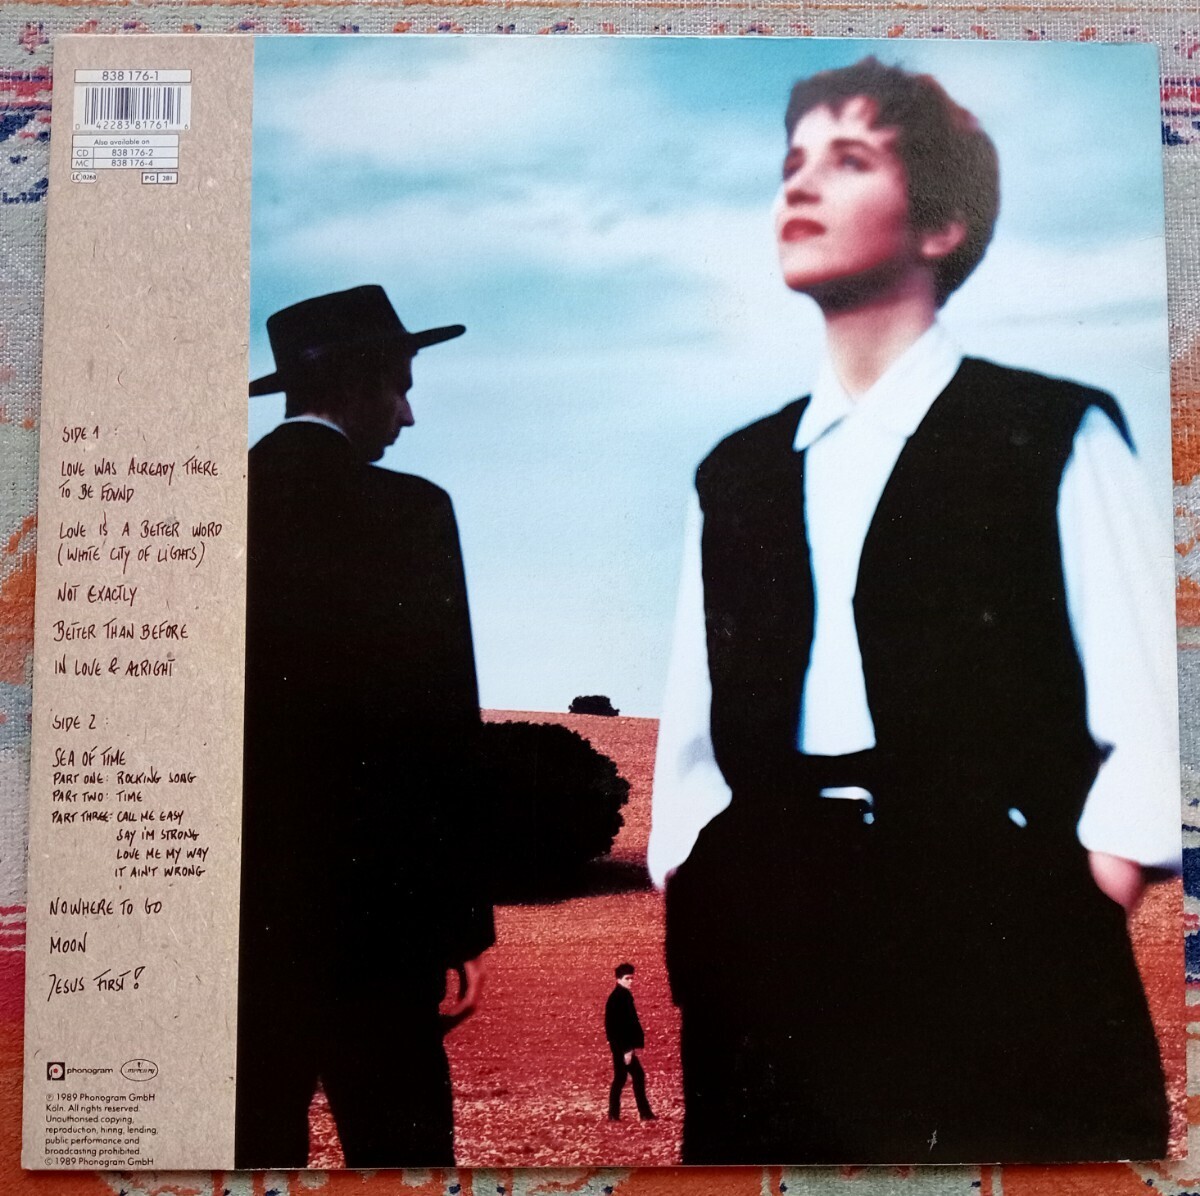 838 176-1
0 42283 81761 6
Also available on
CD 838 176-2
MC 838 176-4
LC 0268 PG 281
SIDE 1 :
LOVE WAS ALREADY THERE
TO BE FOUND
LOVE IS A BETTER WORD
(WHITE CITY OF LIGHTS)
NOT EXACTLY
BETTER THAN BEFORE
IN LOVE & ALRIGHT
SIDE 2 :
SEA OF TIME
PART ONE: ROCKING SONG
PART TWO: TIME
PART THREE: CALL ME EASY
SAY I'M STRONG
LOVE ME MY WAY
IT AIN'T WRONG
NOWHERE TO GO
MOON
JESUS FIRST!
phonogram mercury
℗ 1989 Phonogram GmbH
Köln. All rights reserved.
Unauthorised copying,
reproduction, hiring, lending,
public performance and
broadcasting prohibited.
© 1989 Phonogram GmbH